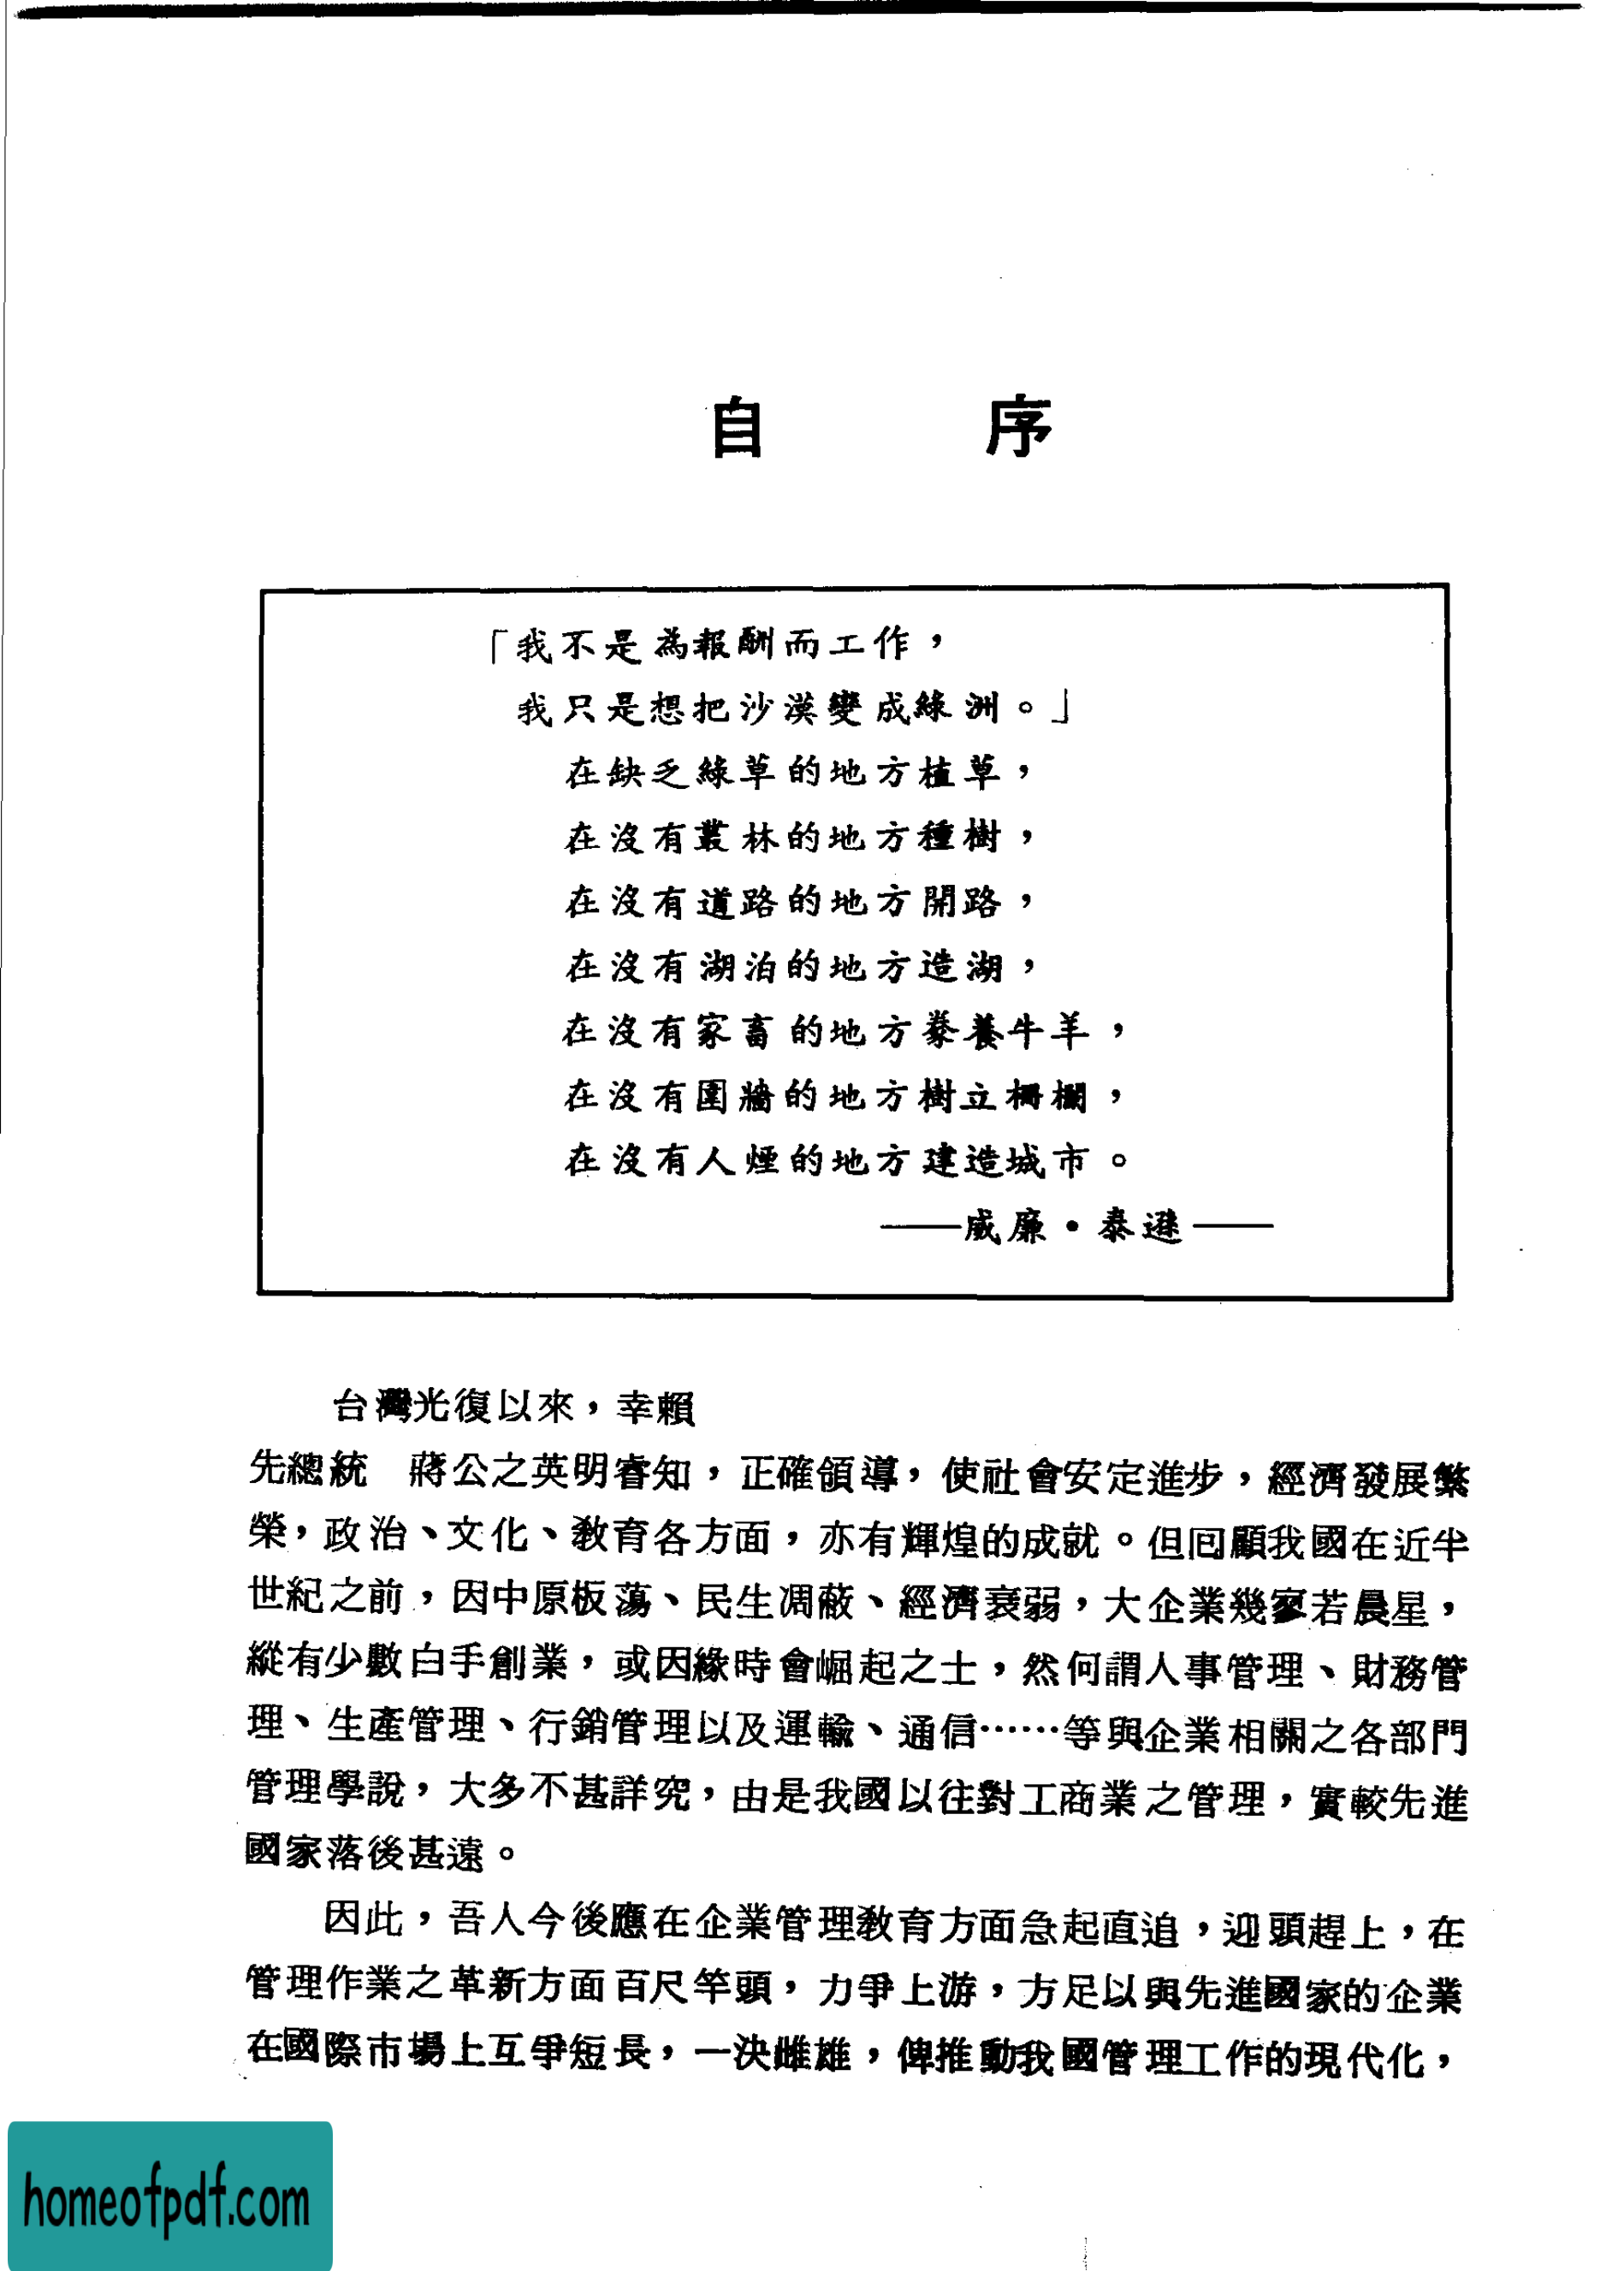 自序
「我不是為報酬而工作，
我只是想把沙漠變成綠洲。」
在缺乏綠草的地方植草，
在沒有叢林的地方種樹，
在沒有道路的地方開路，
在沒有湖泊的地方造湖，
在沒有家畜的地方豢養牛羊，
在沒有圍牆的地方樹立柵欄，
在沒有人煙的地方建造城市。
——威廉·泰遜——
台灣光復以來，幸賴
先總統　蔣公之英明睿知，正確領導，使社會安定進步，經濟發展繁
榮，政治、文化、教育各方面，亦有輝煌的成就。但回顧我國在近半
世紀之前，因中原板蕩、民生凋蔽、經濟衰弱，大企業幾寥若晨星，
縱有少數白手創業，或因緣時會崛起之士，然何謂人事管理、財務管
理、生產管理、行銷管理以及運輸、通信……等與企業相關之各部門
管理學說，大多不甚詳究，由是我國以往對工商業之管理，實較先進
國家落後甚遠。
因此，吾人今後應在企業管理教育方面急起直追，迎頭趕上，在
管理作業之革新方面百尺竿頭，力爭上游，方足以與先進國家的企業
在國際市場上互爭短長，一決雌雄，俾推動我國管理工作的現代化，
homeofpdf.com